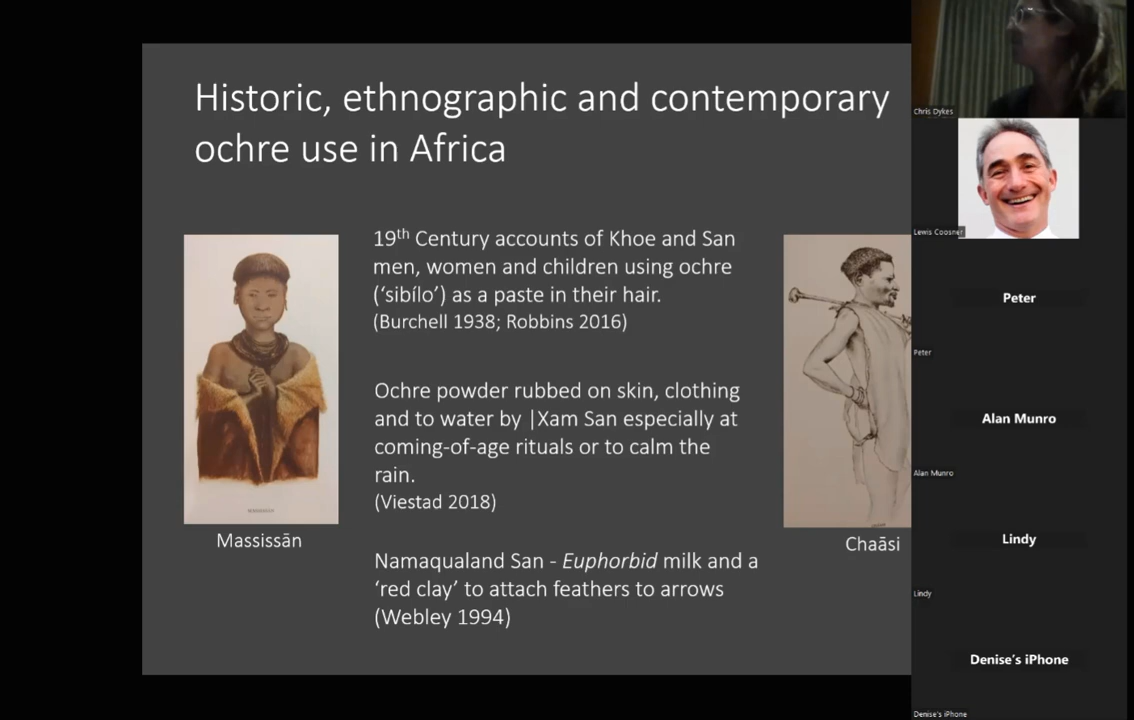 Historic, ethnographic and contemporary
ochre use in Africa
19th Century accounts of Khoe and San
men, women and children using ochre
(‘sibílo’) as a paste in their hair.
(Burchell 1938; Robbins 2016)
Ochre powder rubbed on skin, clothing
and to water by |Xam San especially at
coming-of-age rituals or to calm the
rain.
(Viestad 2018)
Namaqualand San - Euphorbid milk and a
‘red clay’ to attach feathers to arrows
(Webley 1994)
Massissān
Chaāsi
Chris Dykes
Lewis Coosner
Peter
Peter
Alan Munro
Alan Munro
Lindy
Lindy
Denise’s iPhone
Denise’s iPhone